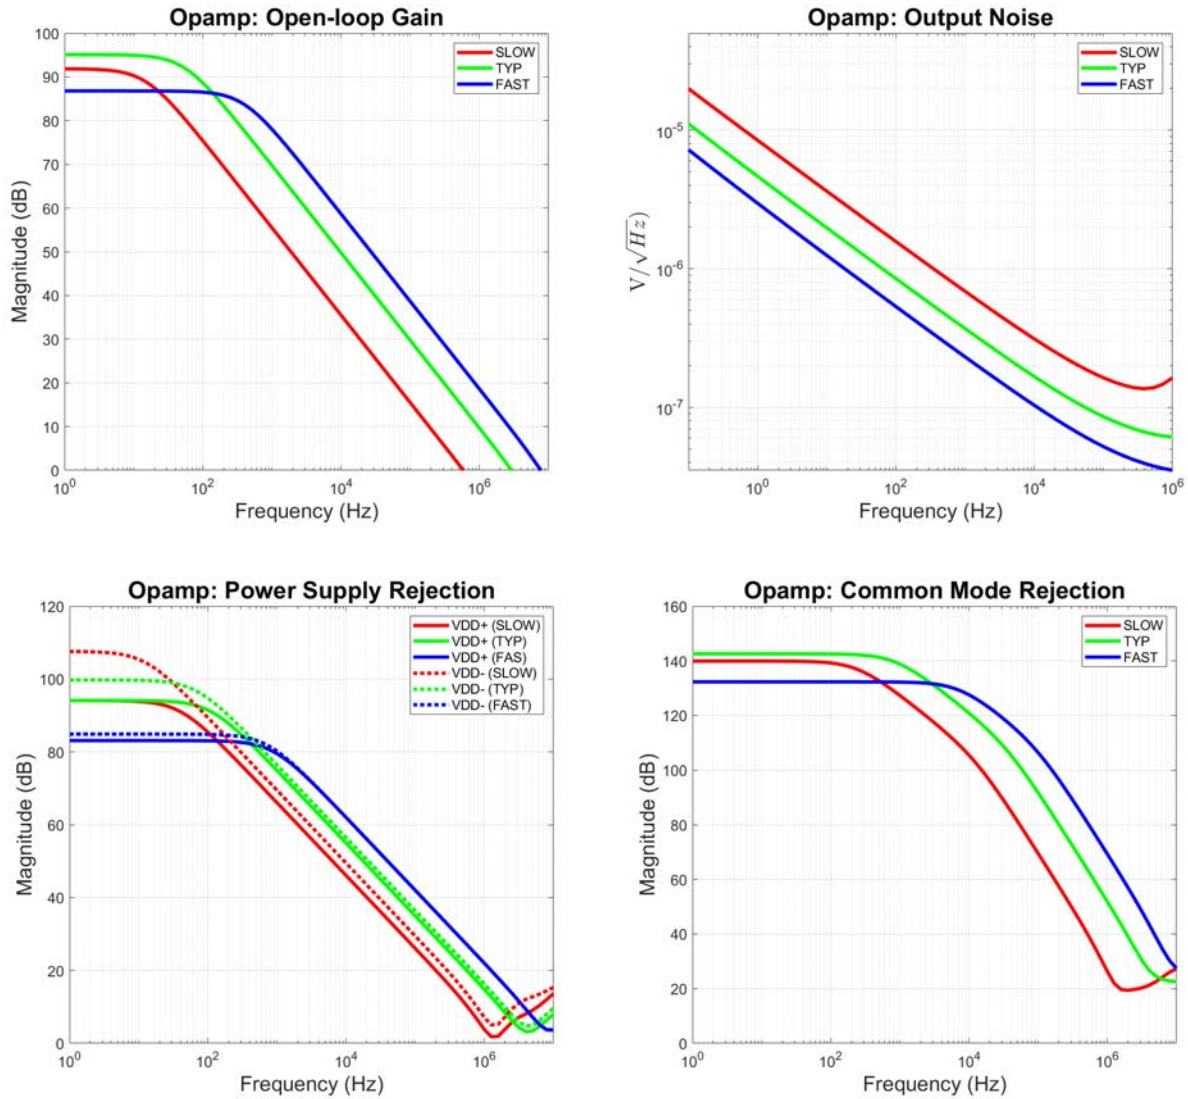 Opamp: Open-loop Gain
100
90
80
70
60
50
40
30
20
10
0
Magnitude (dB)
SLOW
TYP
FAST
10^0
10^2
10^4
10^6
Frequency (Hz)
Opamp: Output Noise
10^-5
10^-6
10^-7
V/√Hz)
SLOW
TYP
FAST
10^0
10^2
10^4
10^6
Frequency (Hz)
Opamp: Power Supply Rejection
120
100
80
60
40
20
0
Magnitude (dB)
VDD+ (SLOW)
VDD+ (TYP)
VDD+ (FAS)
VDD- (SLOW)
VDD- (TYP)
VDD- (FAST)
10^0
10^2
10^4
10^6
Frequency (Hz)
Opamp: Common Mode Rejection
160
140
120
100
80
60
40
20
0
Magnitude (dB)
SLOW
TYP
FAST
10^0
10^2
10^4
10^6
Frequency (Hz)